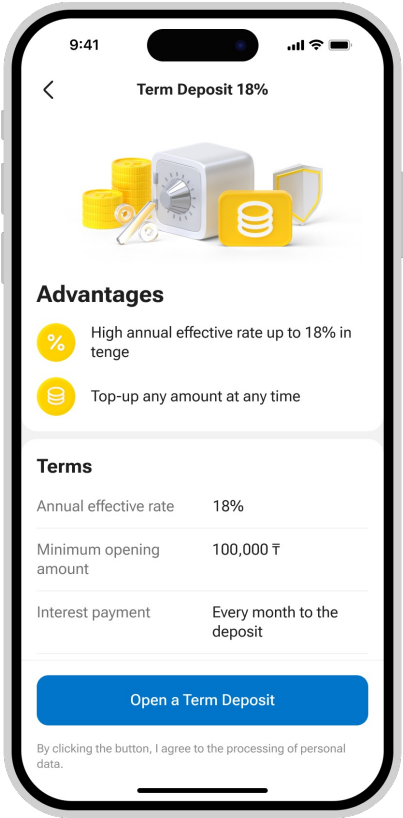 9:41
Term Deposit 18%
Advantages
%
High annual effective rate up to 18% in
tenge
Top-up any amount at any time
Terms
Annual effective rate
18%
Minimum opening
amount
100,000 ₸
Interest payment
Every month to the
deposit
Open a Term Deposit
By clicking the button, I agree to the processing of personal
data.